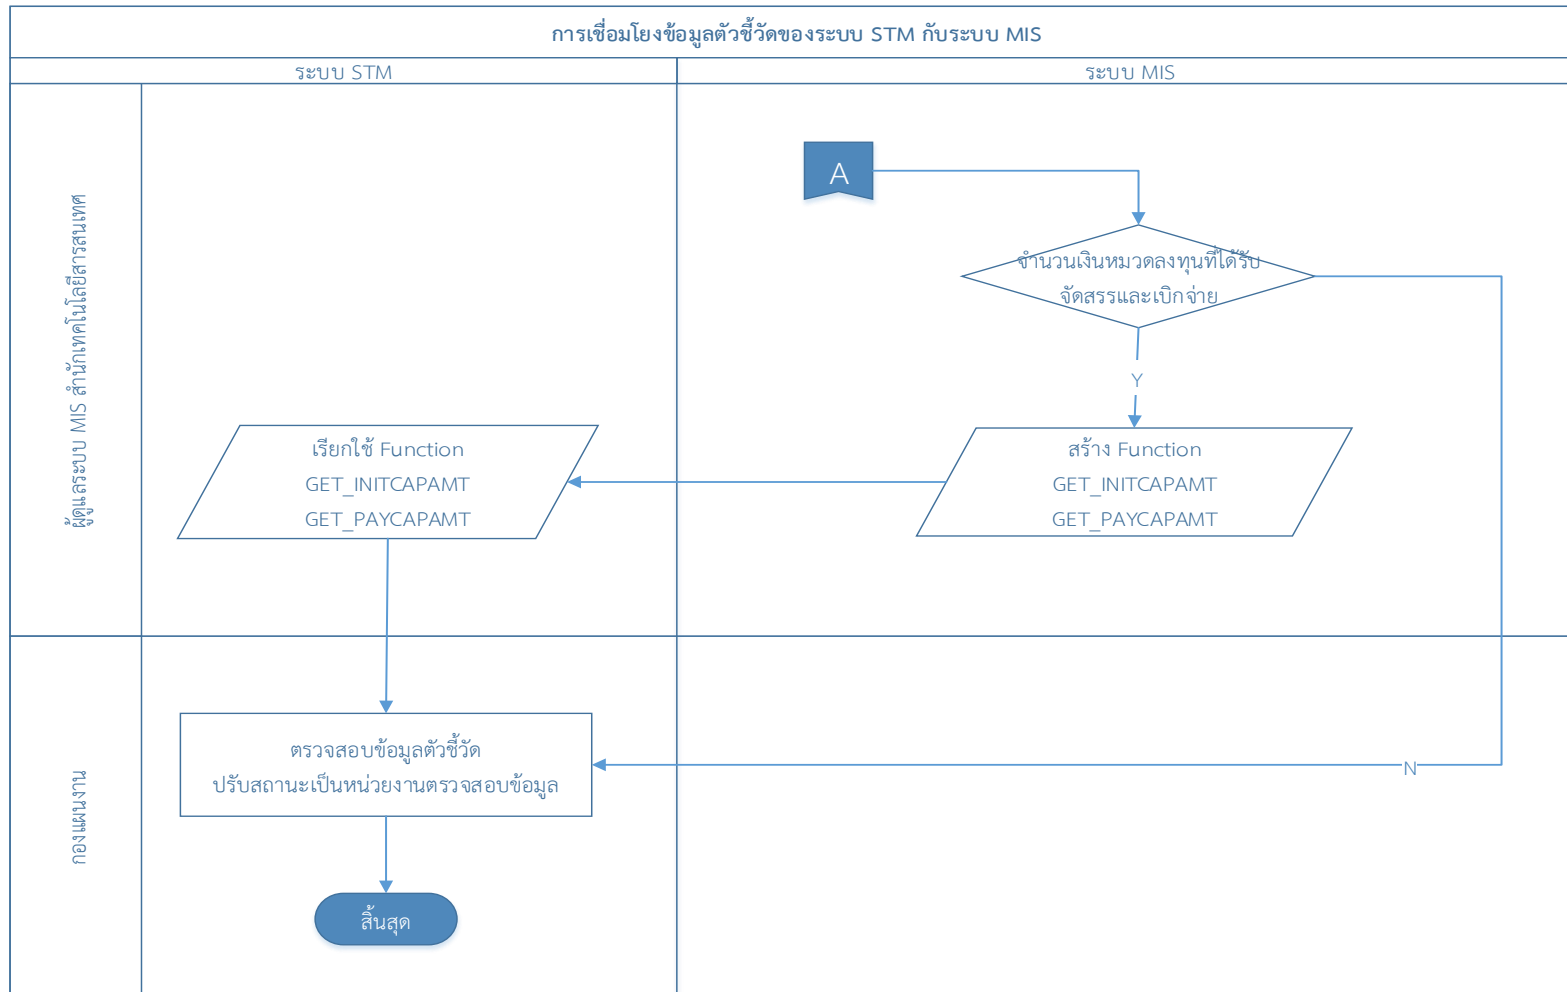 การเชื่อมโยงข้อมูลตัวชี้วัดของระบบ STM กับระบบ MIS
ระบบ STM
ระบบ MIS
ผู้ดูแลระบบ MIS สำนักเทคโนโลยีสารสนเทศ
A
จำนวนเงินหมวดลงทุนที่ได้รับ
จัดสรรและเบิกจ่าย
Y
เรียกใช้ Function
GET_INITCAPAMT
GET_PAYCAPAMT
สร้าง Function
GET_INITCAPAMT
GET_PAYCAPAMT
กองแผนงาน
ตรวจสอบข้อมูลตัวชี้วัด
ปรับสถานะเป็นหน่วยงานตรวจสอบข้อมูล
N
สิ้นสุด